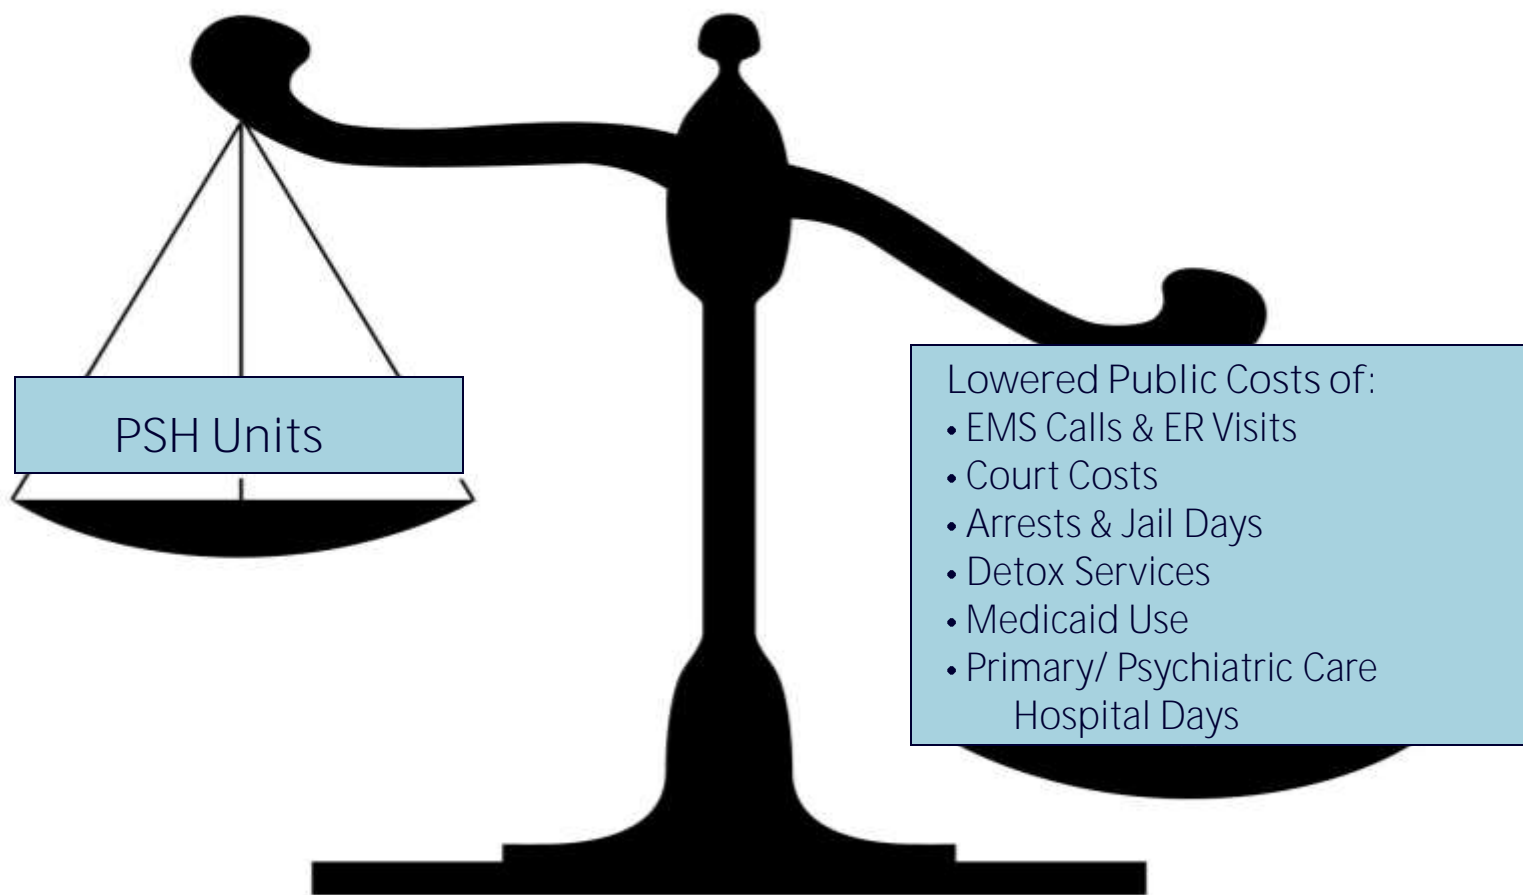 PSH Units
Lowered Public Costs of:
• EMS Calls & ER Visits
• Court Costs
• Arrests & Jail Days
• Detox Services
• Medicaid Use
• Primary/ Psychiatric Care
Hospital Days